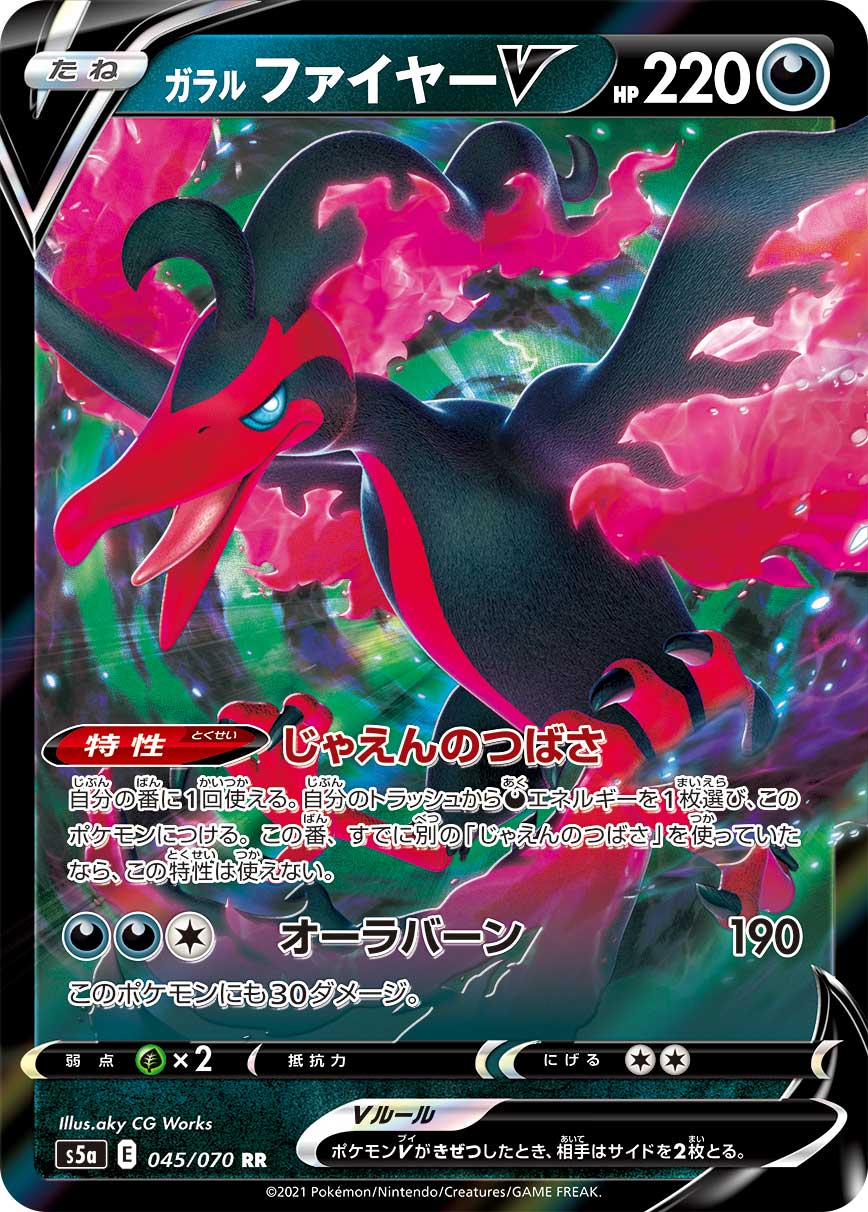 たね
ガラル ファイヤーV HP 220
特性 とくせい じゃえんのつばさ
自分の番に1回使える。自分のトラッシュからエネルギーを1枚選び、この
ポケモンにつける。この番、すでに別の「じゃえんのつばさ」を使っていた
なら、この特性は使えない。
オーラバーン 190
このポケモンにも30ダメージ。
弱点 ×2 抵抗力 にげる
Illus.aky CG Works
Vルール
ポケモンVがきぜつしたとき、相手はサイドを2枚とる。
s5a E 045/070 RR
©2021 Pokémon/Nintendo/Creatures/GAME FREAK.